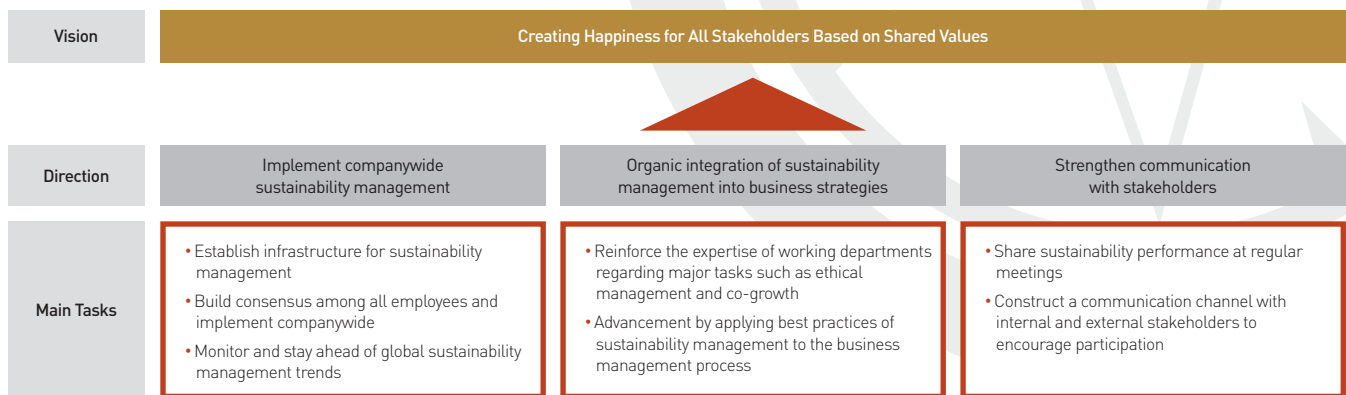 Vision
Creating Happiness for All Stakeholders Based on Shared Values
Direction
Implement companywide
sustainability management
Organic integration of sustainability
management into business strategies
Strengthen communication
with stakeholders
Main Tasks
• Establish infrastructure for sustainability
management
• Build consensus among all employees and
implement companywide
• Monitor and stay ahead of global sustainability
management trends
• Reinforce the expertise of working departments
regarding major tasks such as ethical
management and co-growth
• Advancement by applying best practices of
sustainability management to the business
management process
• Share sustainability performance at regular
meetings
• Construct a communication channel with
internal and external stakeholders to
encourage participation